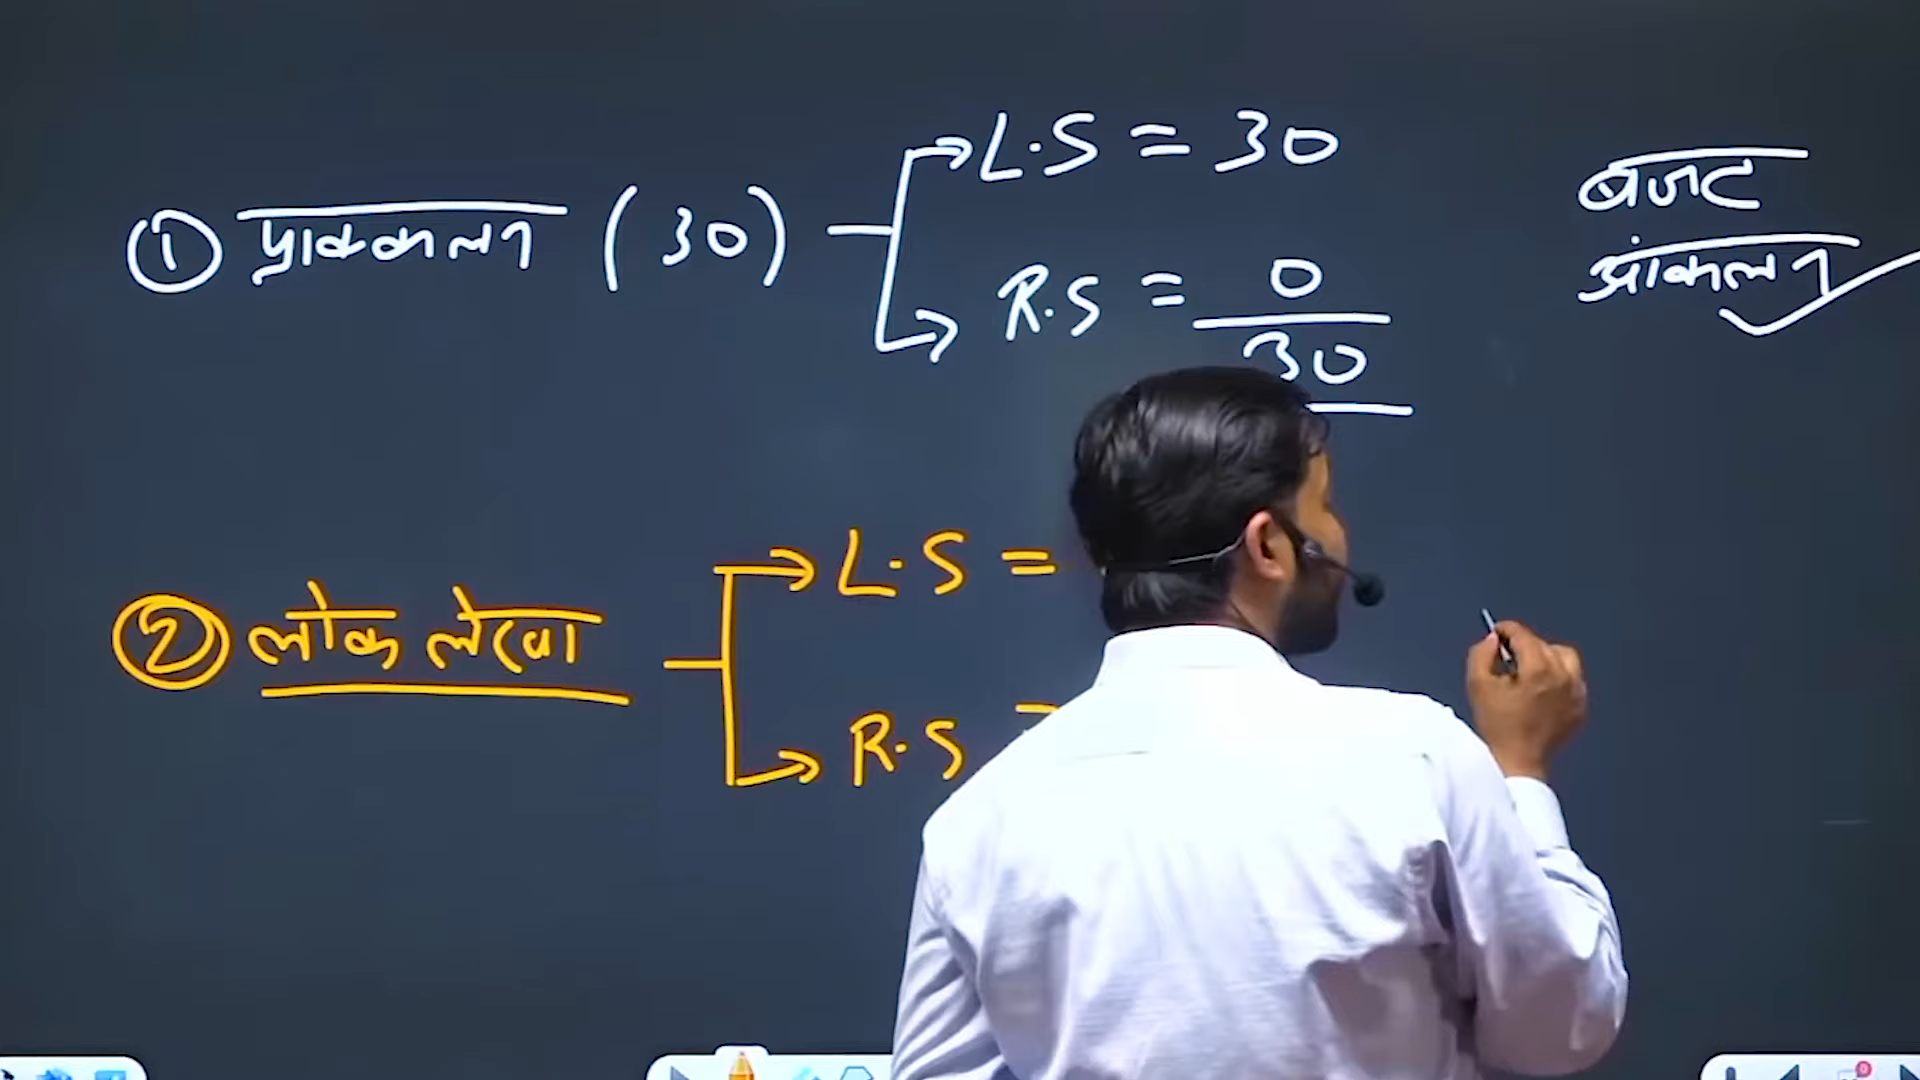 ① प्राक्कलन (30)
L.S = 30
R.S = 0
30
बजट
आंकलन
② लोक लेखा
L.S =
R.S =